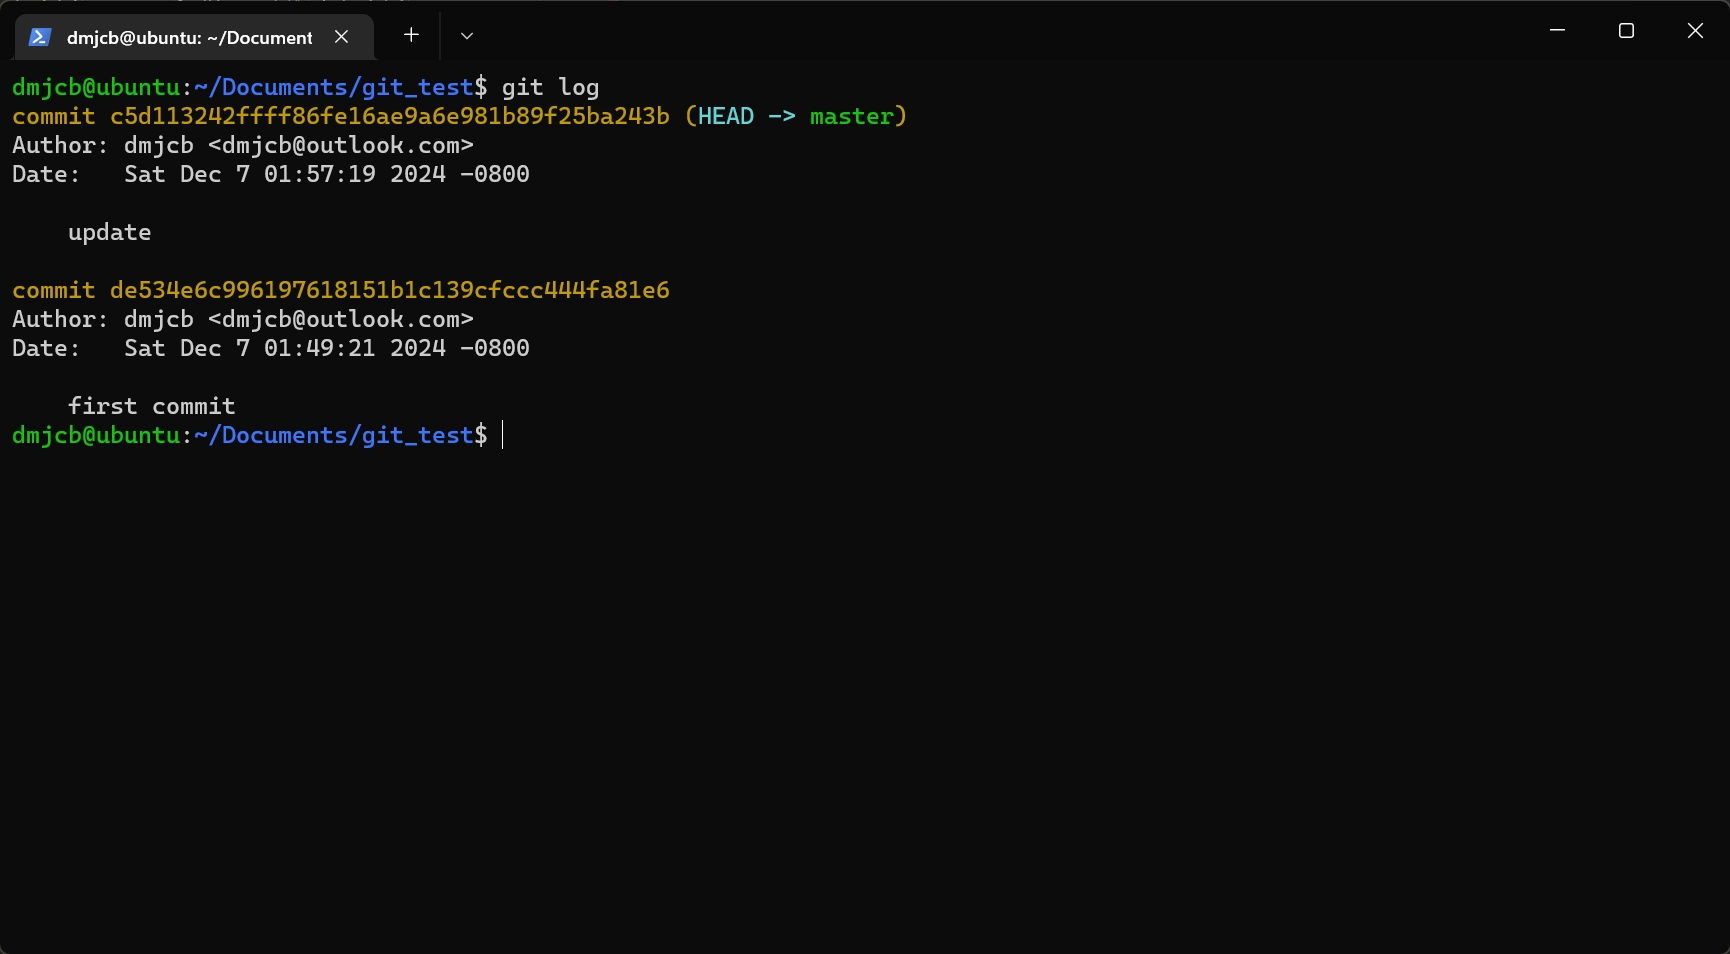 dmjcb@ubuntu: ~/Document
dmjcb@ubuntu:~/Documents/git_test$ git log
commit c5d113242ffff86fe16ae9a6e981b89f25ba243b (HEAD -> master)
Author: dmjcb <dmjcb@outlook.com>
Date:   Sat Dec 7 01:57:19 2024 -0800
    update
commit de534e6c996197618151b1c139cfccc444fa81e6
Author: dmjcb <dmjcb@outlook.com>
Date:   Sat Dec 7 01:49:21 2024 -0800
    first commit
dmjcb@ubuntu:~/Documents/git_test$